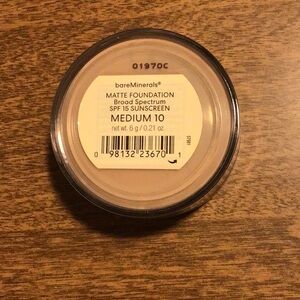 01970C
bareMinerals®
MATTE FOUNDATION
Broad Spectrum
SPF 15 SUNSCREEN
MEDIUM 10
net wt. 6 g / 0.21 oz.
0 98132 23670 1